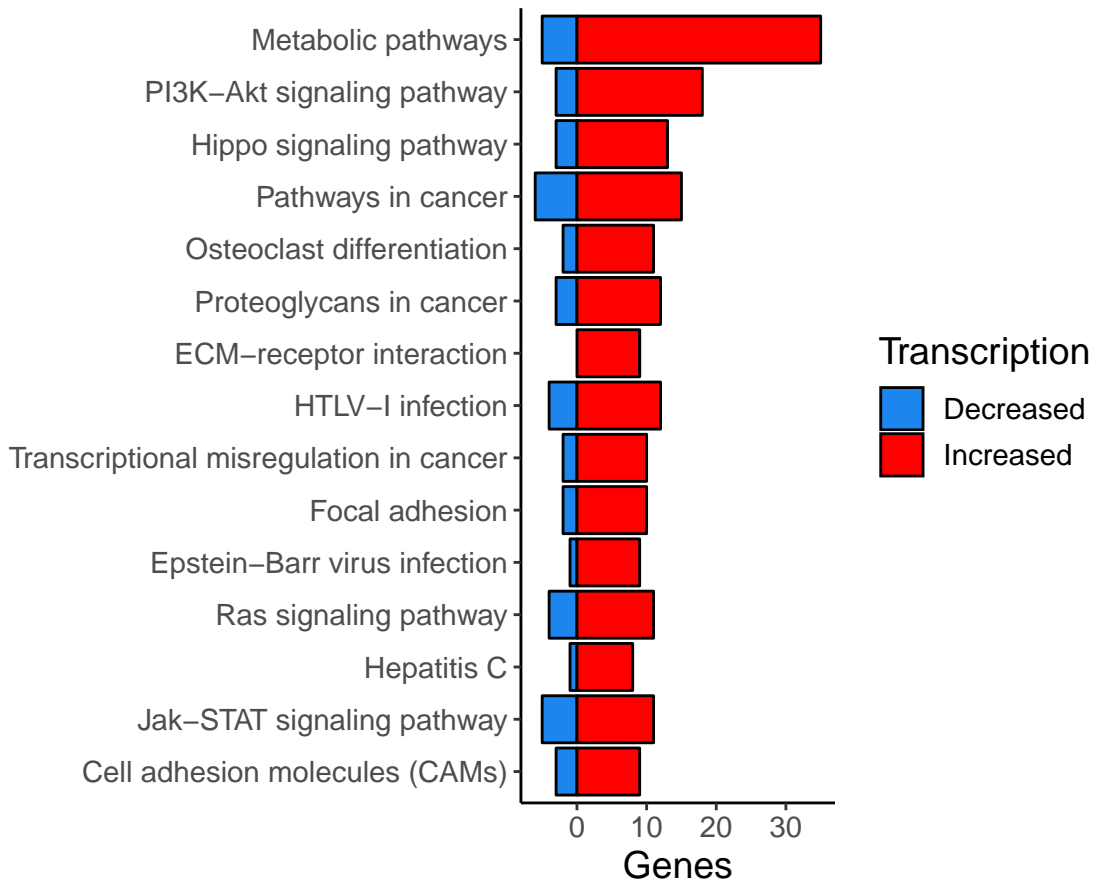 Metabolic pathways
PI3K−Akt signaling pathway
Hippo signaling pathway
Pathways in cancer
Osteoclast differentiation
Proteoglycans in cancer
ECM−receptor interaction
HTLV−I infection
Transcriptional misregulation in cancer
Focal adhesion
Epstein−Barr virus infection
Ras signaling pathway
Hepatitis C
Jak−STAT signaling pathway
Cell adhesion molecules (CAMs)
0 10 20 30
Genes
Transcription
Decreased
Increased